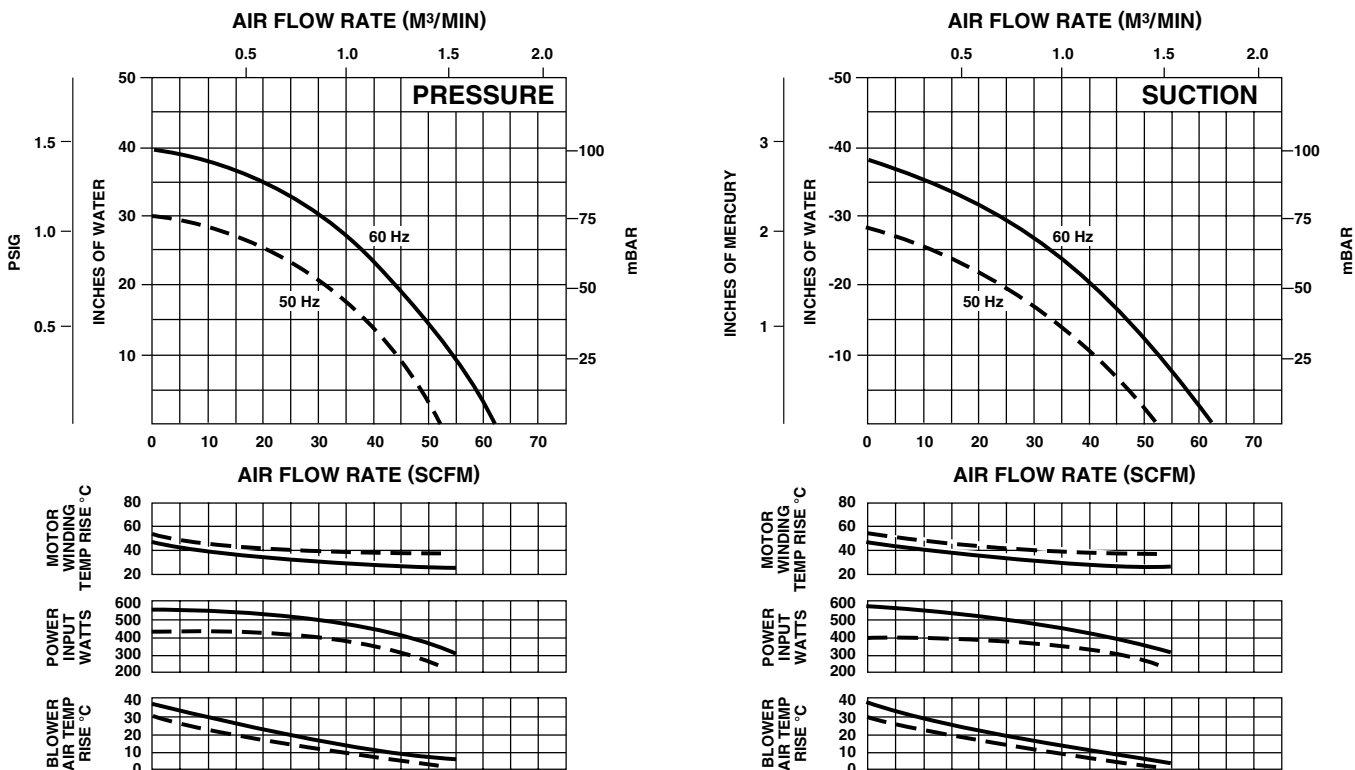 AIR FLOW RATE (M³/MIN)
0.5 1.0 1.5 2.0
PRESSURE
PSIG
1.5
1.0
0.5
INCHES OF WATER
50
40
30
20
10
60 Hz
50 Hz
100
75
50
25
mBAR
0 10 20 30 40 50 60 70
AIR FLOW RATE (SCFM)
MOTOR
WINDING
TEMP RISE °C
80
60
40
20
POWER
INPUT
WATTS
600
500
400
300
200
BLOWER
AIR TEMP
RISE °C
40
30
20
10
0
AIR FLOW RATE (M³/MIN)
0.5 1.0 1.5 2.0
SUCTION
INCHES OF MERCURY
3
2
1
INCHES OF WATER
-50
-40
-30
-20
-10
60 Hz
50 Hz
100
75
50
25
mBAR
0 10 20 30 40 50 60 70
AIR FLOW RATE (SCFM)
MOTOR
WINDING
TEMP RISE °C
80
60
40
20
POWER
INPUT
WATTS
600
500
400
300
200
BLOWER
AIR TEMP
RISE °C
40
30
20
10
0